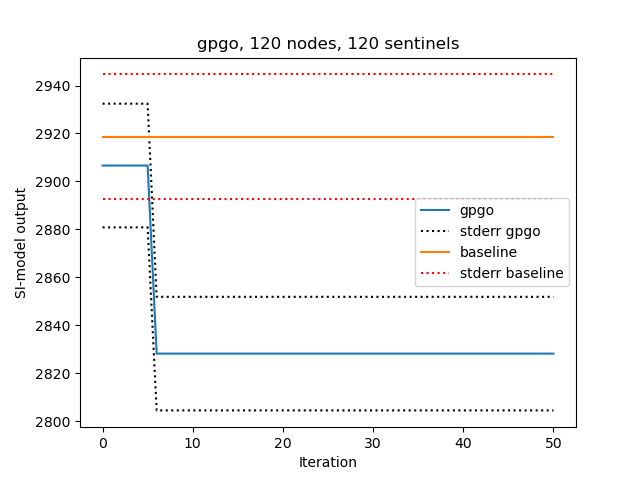 gpgo, 120 nodes, 120 sentinels
SI-model output
2940
2920
2900
2880
2860
2840
2820
2800
gpgo
stderr gpgo
baseline
stderr baseline
0 10 20 30 40 50
Iteration